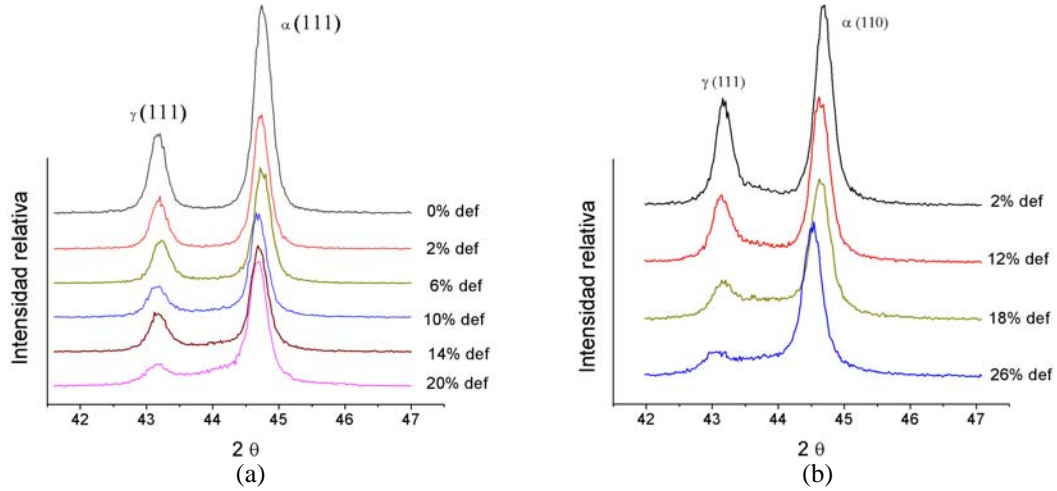 α (111)
γ (111)
Intensidad relativa
0% def
2% def
6% def
10% def
14% def
20% def
42 43 44 45 46 47
2 θ
(a)
α (110)
γ (111)
Intensidad relativa
2% def
12% def
18% def
26% def
42 43 44 45 46 47
2 θ
(b)